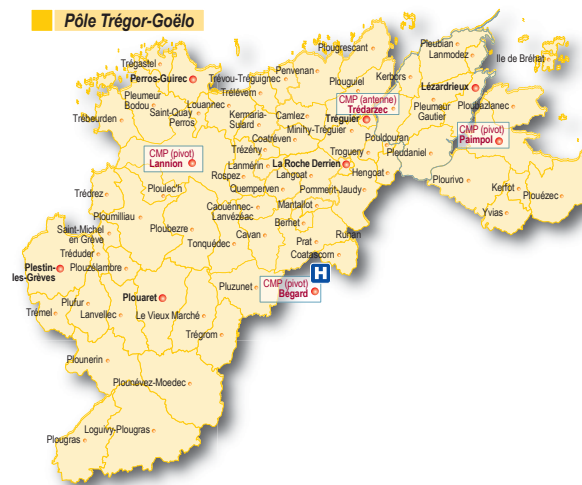 Pôle Trégor-Goëlo
Plougrescant
Pleubian
Lanmodez
Ile de Bréhat
Trégastel
Perros-Guirec
Trévou-Tréguignec
Penvenan
Kerbors
Plouguiel
Lézardrieux
Trélévern
Pleumeur
Bodou
Louannec
Saint-Quay
Perros
Kermaria-
Sulard
Camlez
CMP (antenne)
Trédarzec
Tréguier
Pleumeur
Gautier
Ploubazlanec
Trébeurden
Coatréven
Minihy-Tréguier
CMP (pivot)
Paimpol
Pouldouran
Trézény
Troguery
Pleudaniel
CMP (pivot)
Lannion
Lanmérin
La Roche Derrien
Rospez
Langoat
Hengoat
Plourivo
Trédrez
Ploulec'h
Quemperven
Pommerit-Jaudy
Kerfot
Plouézec
Ploumilliau
Caouënnec-
Lanvézéac
Mantallot
Yvias
Saint-Michel
en Grève
Ploubezre
Berhet
Cavan
Ruhan
Tréduder
Tonquédec
Prat
Plestin-
les-Grèves
Plouzélambre
Coatascorn
H
Pluzunet
CMP (pivot)
Bégard
Plufur
Plouaret
Trémel
Lanvellec
Le Vieux Marché
Trégrom
Plounerin
Plounévez-Moedec
Loguivy-Plougras
Plougras